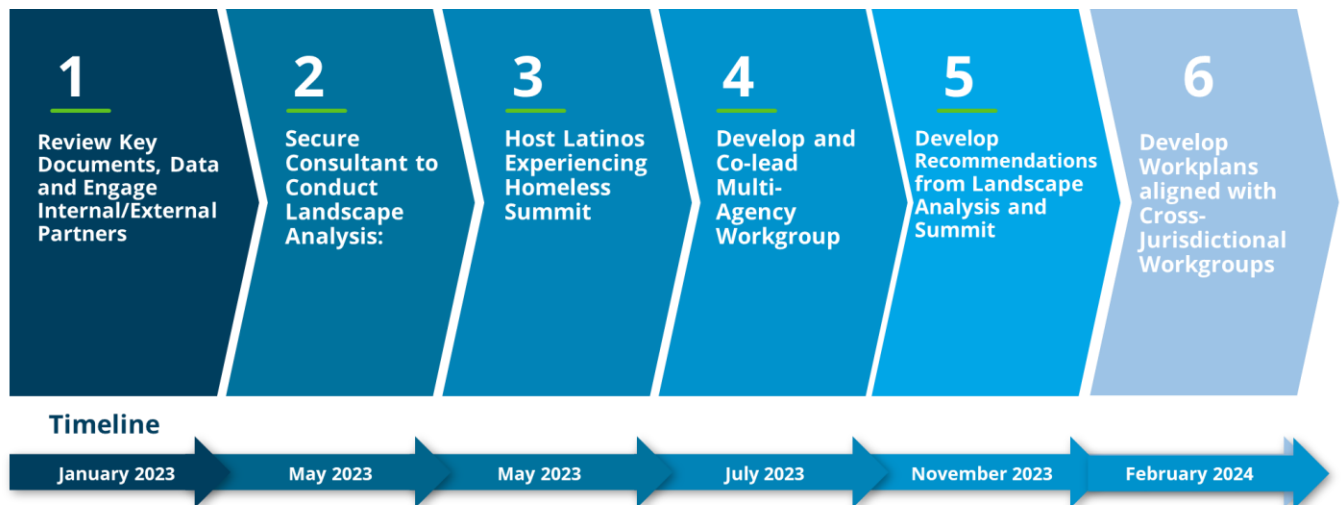 1
Review Key
Documents, Data
and Engage
Internal/External
Partners
2
Secure
Consultant to
Conduct
Landscape
Analysis:
3
Host Latinos
Experiencing
Homeless
Summit
4
Develop and
Co-lead
Multi-
Agency
Workgroup
5
Develop
Recommendations
from Landscape
Analysis and
Summit
6
Develop
Workplans
aligned with
Cross-
Jurisdictional
Workgroups
Timeline
January 2023
May 2023
May 2023
July 2023
November 2023
February 2024